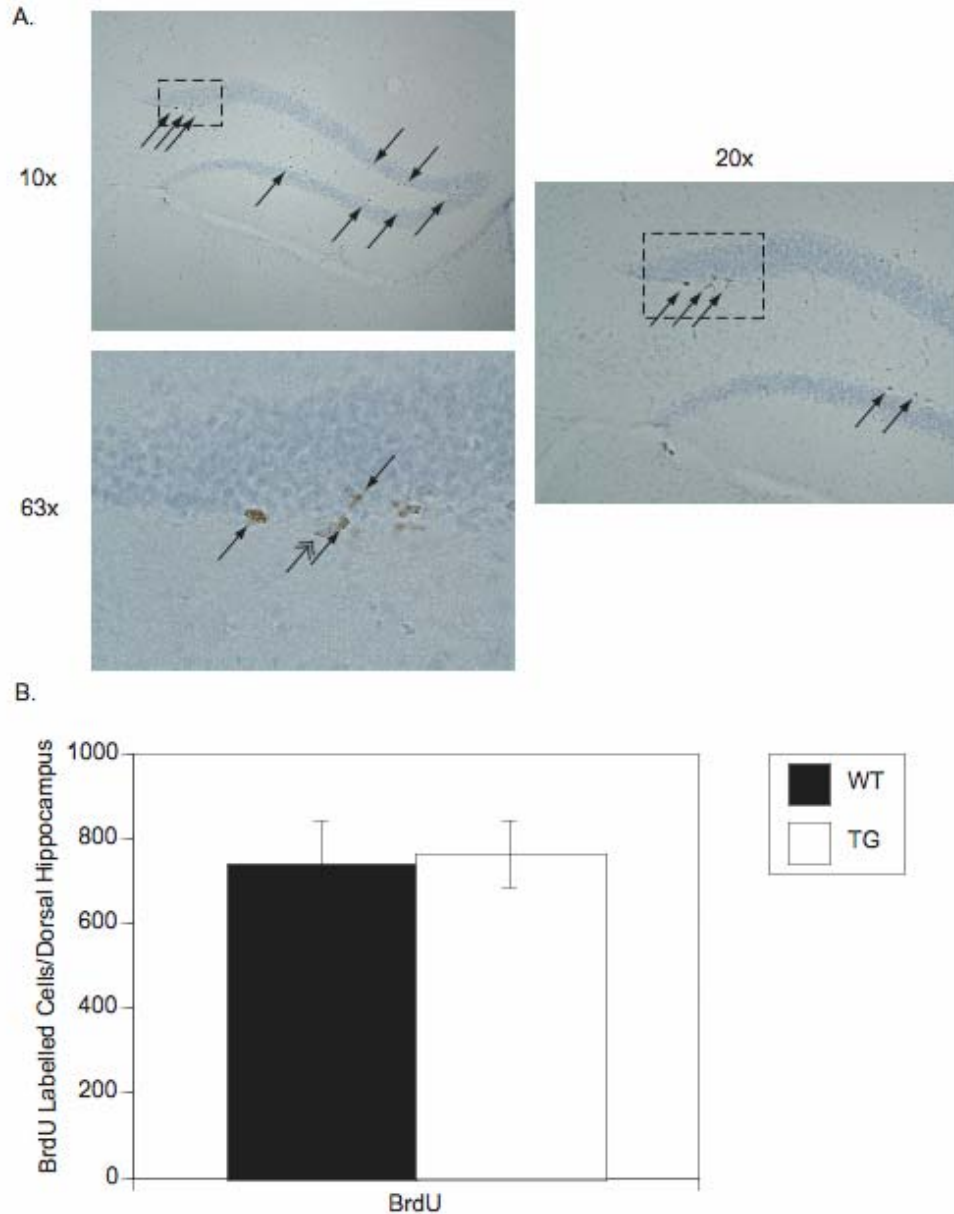 A.
10x
20x
63x
B.
BrdU Labelled Cells/Dorsal Hippocampus
1000
800
600
400
200
0
BrdU
WT
TG